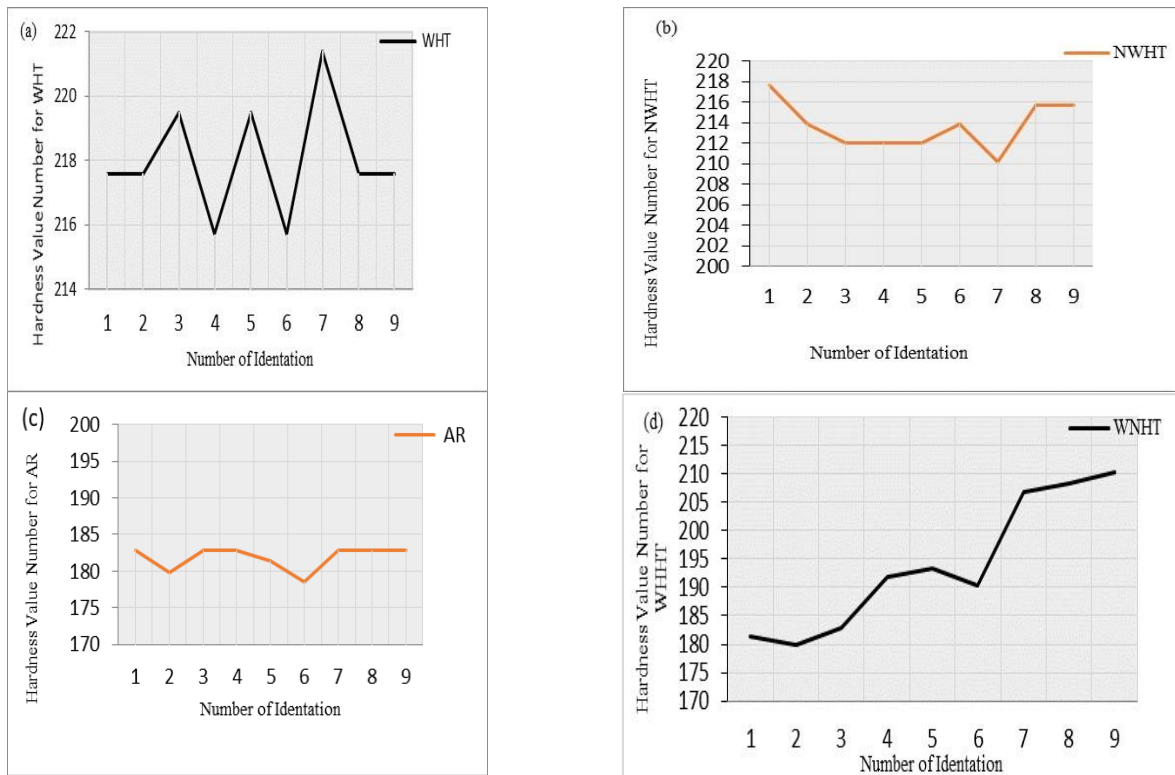 (a)
WHT
Hardness Value Number for WHT
222
220
218
216
214
1 2 3 4 5 6 7 8 9
Number of Identation
(b)
NWHT
Hardness Value Number for NWHT
220
218
216
214
212
210
208
206
204
202
200
1 2 3 4 5 6 7 8 9
Number of Identation
(c)
AR
Hardness Value Number for AR
200
195
190
185
180
175
170
1 2 3 4 5 6 7 8 9
Number of Identation
(d)
WNHT
Hardness Value Number for
WHHT
220
215
210
205
200
195
190
185
180
175
170
1 2 3 4 5 6 7 8 9
Number of Identation